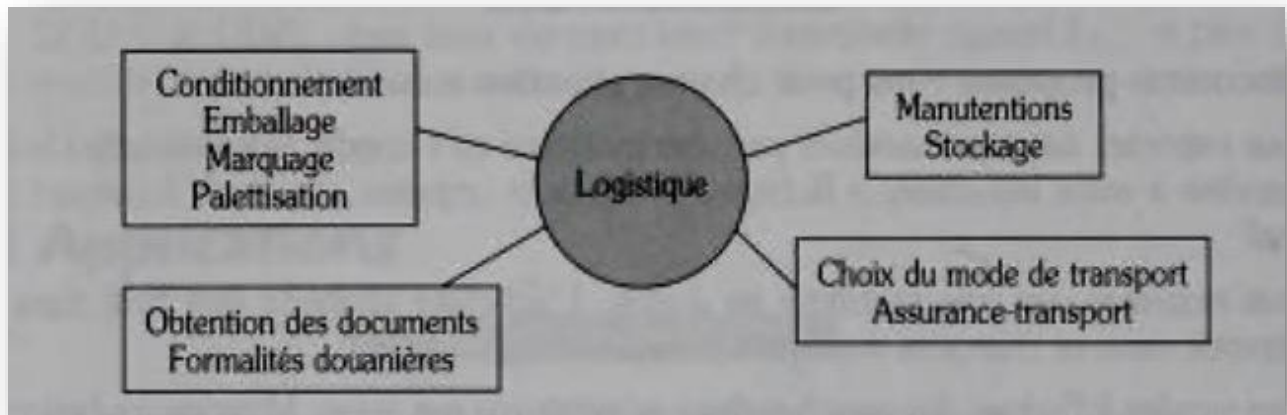 Conditionnement
Emballage
Marquage
Palettisation
Manutentions
Stockage
Logistique
Obtention des documents
Formalités douanières
Choix du mode de transport
Assurance-transport